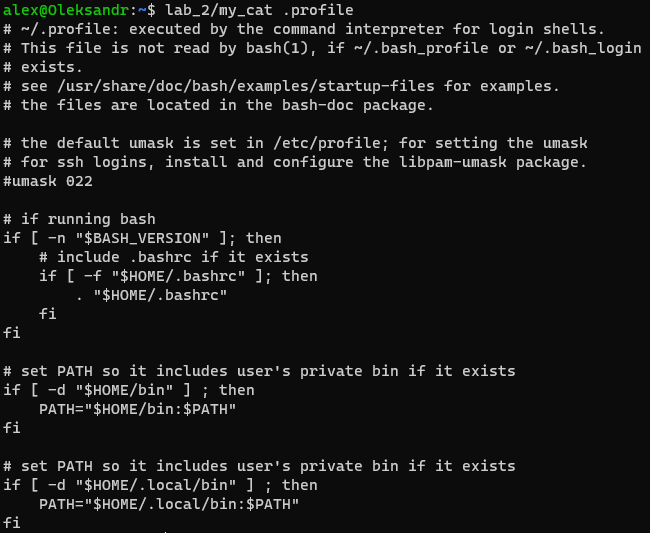 alex@Oleksandr:~$ lab_2/my_cat .profile
# ~/.profile: executed by the command interpreter for login shells.
# This file is not read by bash(1), if ~/.bash_profile or ~/.bash_login
# exists.
# see /usr/share/doc/bash/examples/startup-files for examples.
# the files are located in the bash-doc package.

# the default umask is set in /etc/profile; for setting the umask
# for ssh logins, install and configure the libpam-umask package.
#umask 022

# if running bash
if [ -n "$BASH_VERSION" ]; then
    # include .bashrc if it exists
    if [ -f "$HOME/.bashrc" ]; then
        . "$HOME/.bashrc"
    fi
fi

# set PATH so it includes user's private bin if it exists
if [ -d "$HOME/bin" ] ; then
    PATH="$HOME/bin:$PATH"
fi

# set PATH so it includes user's private bin if it exists
if [ -d "$HOME/.local/bin" ] ; then
    PATH="$HOME/.local/bin:$PATH"
fi